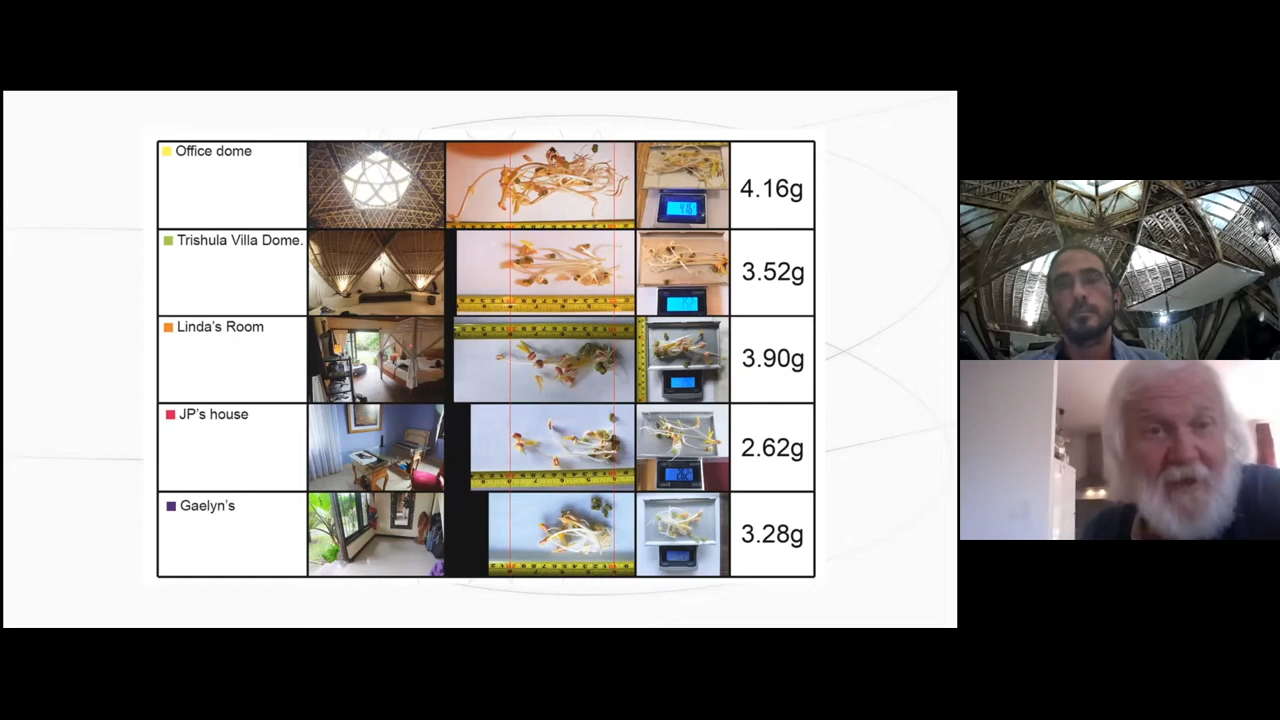 Office dome
4.16g
Trishula Villa Dome.
3.52g
Linda's Room
3.90g
JP's house
2.62g
Gaelyn's
3.28g